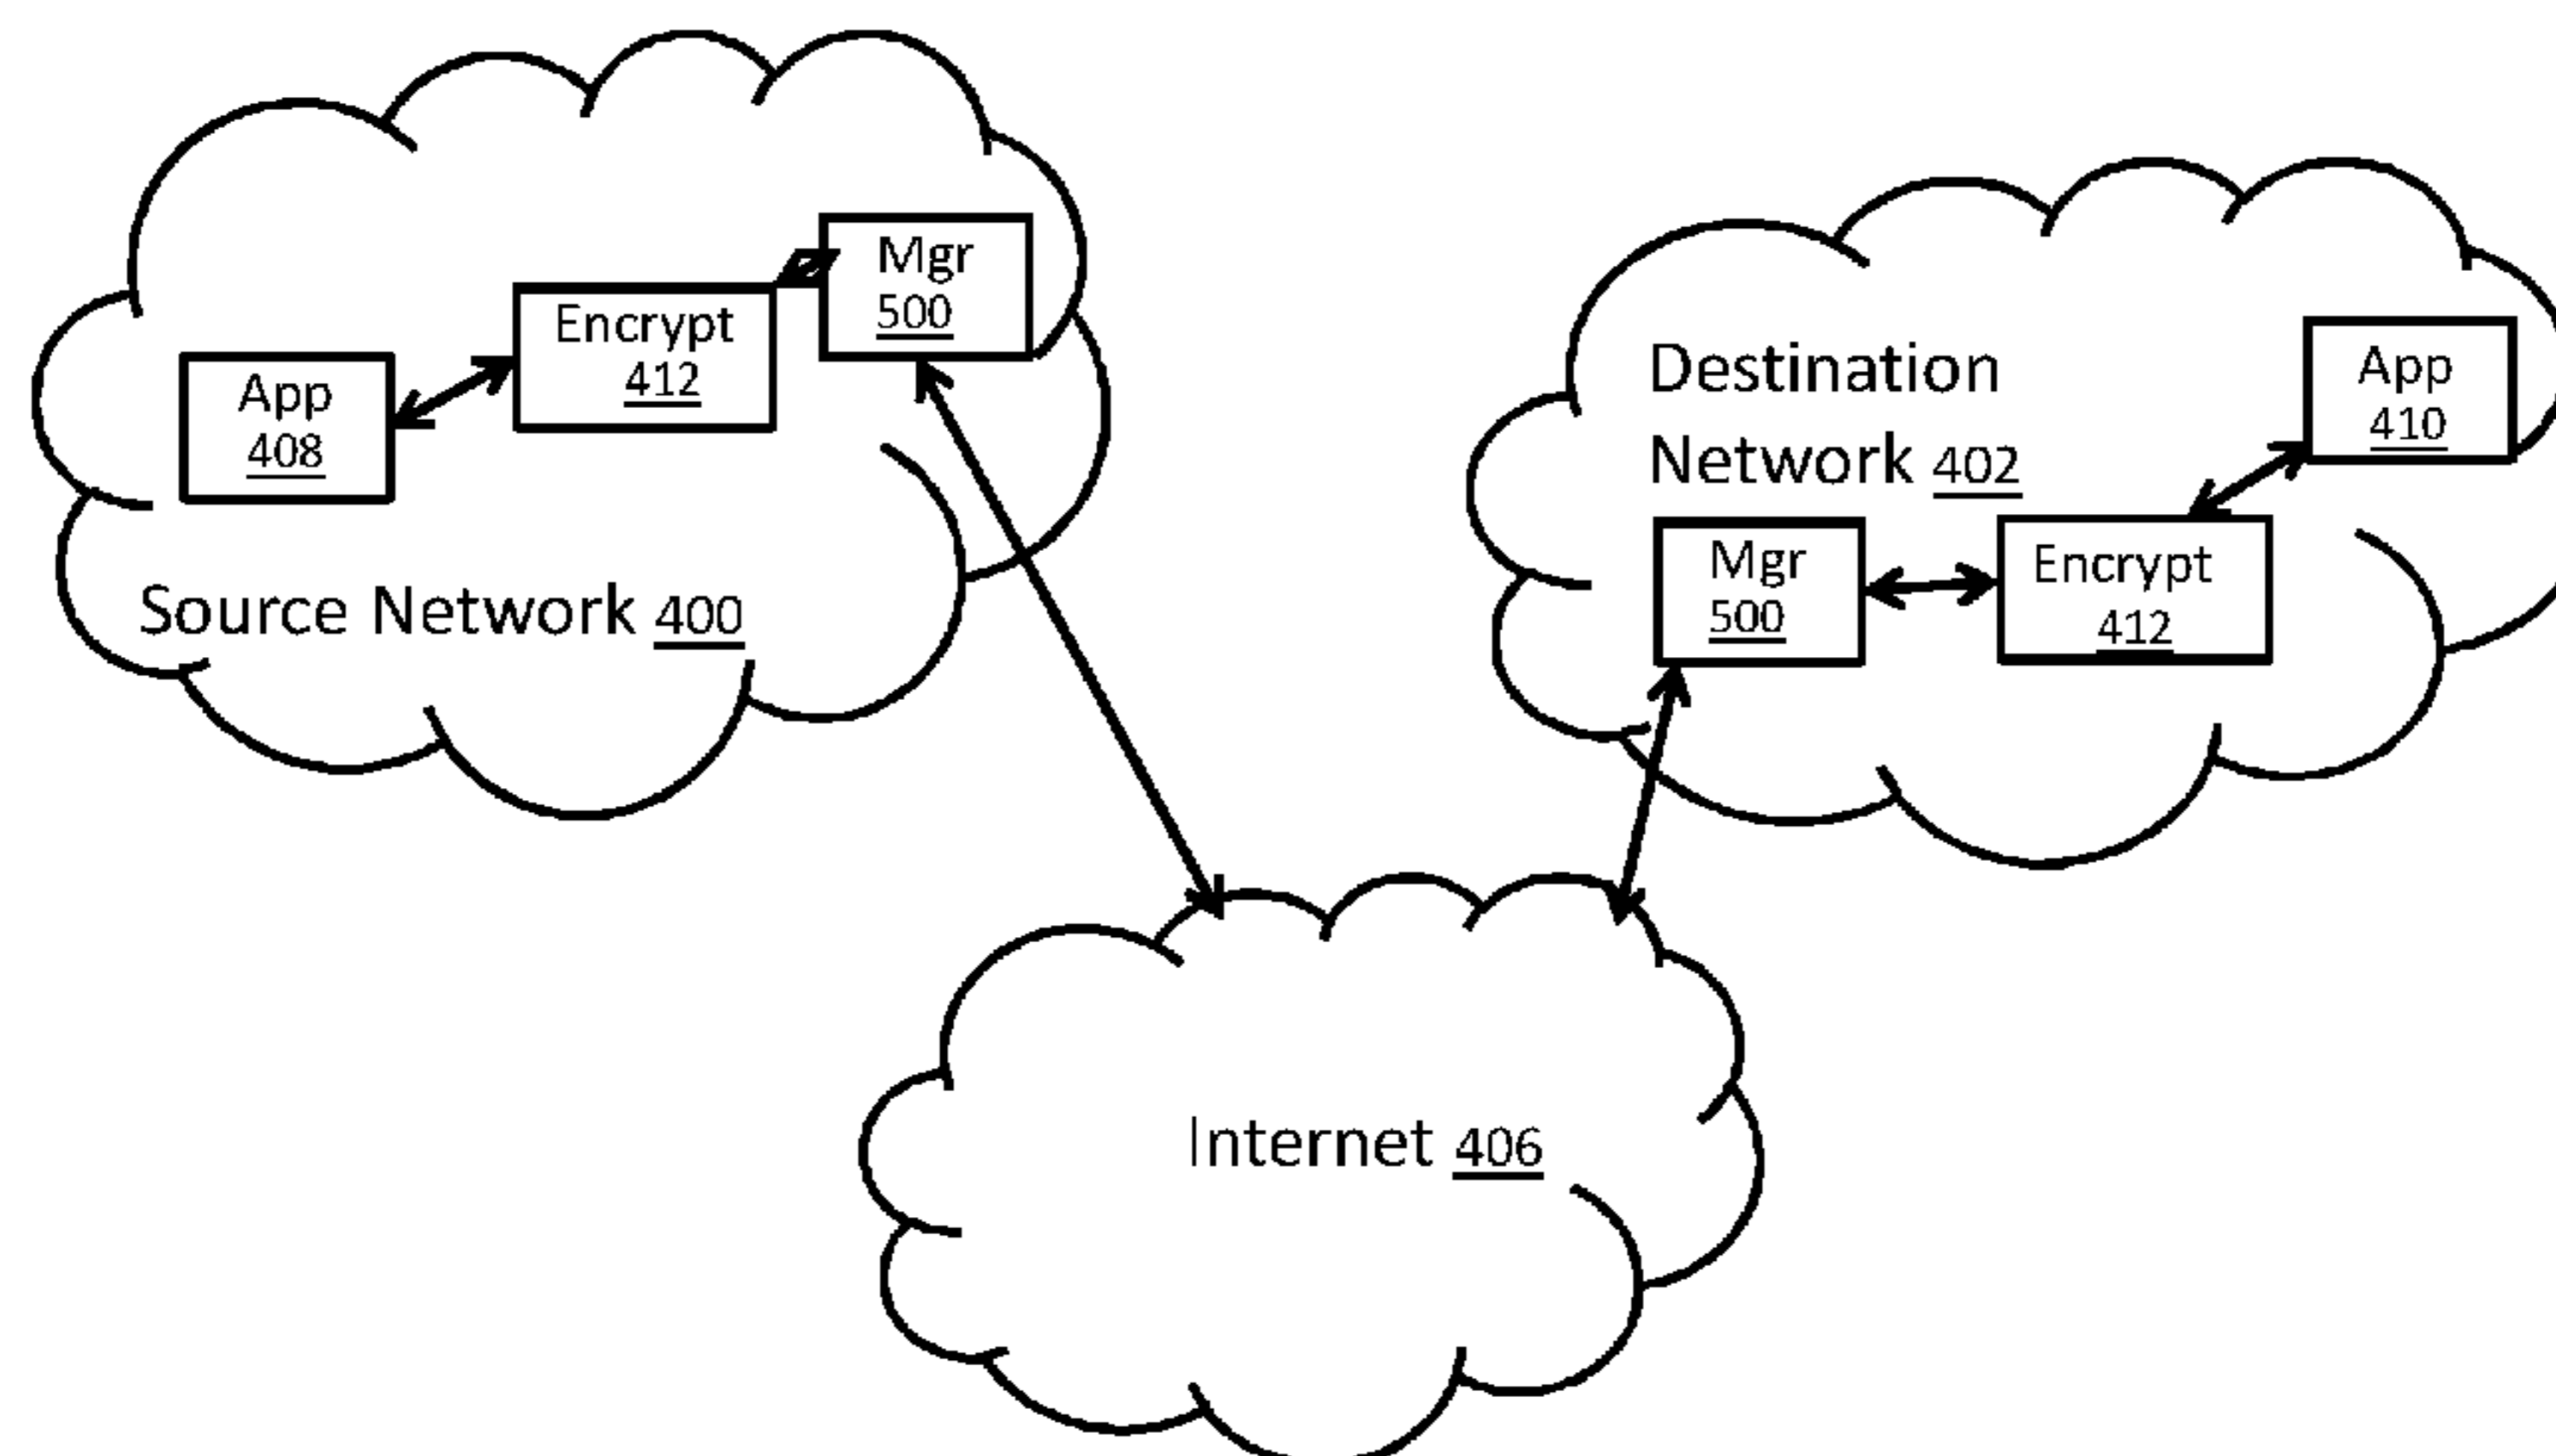 Mgr
500
Encrypt
412
App
408
Source Network 400
Destination
Network 402
App
410
Mgr
500
Encrypt
412
Internet 406